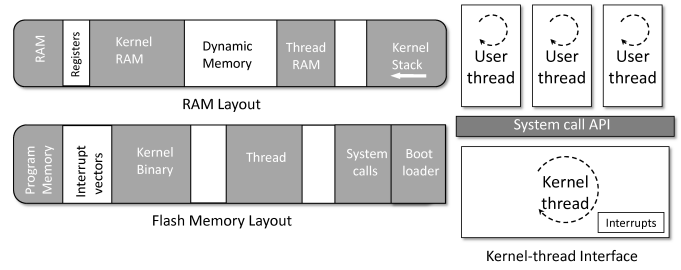 RAM
Registers
Kernel
RAM
Dynamic
Memory
Thread
RAM
Kernel
Stack
RAM Layout
Program
Memory
Interrupt
vectors
Kernel
Binary
Thread
System
calls
Boot
loader
Flash Memory Layout
User
thread
User
thread
User
thread
System call API
Kernel
thread
Interrupts
Kernel-thread Interface